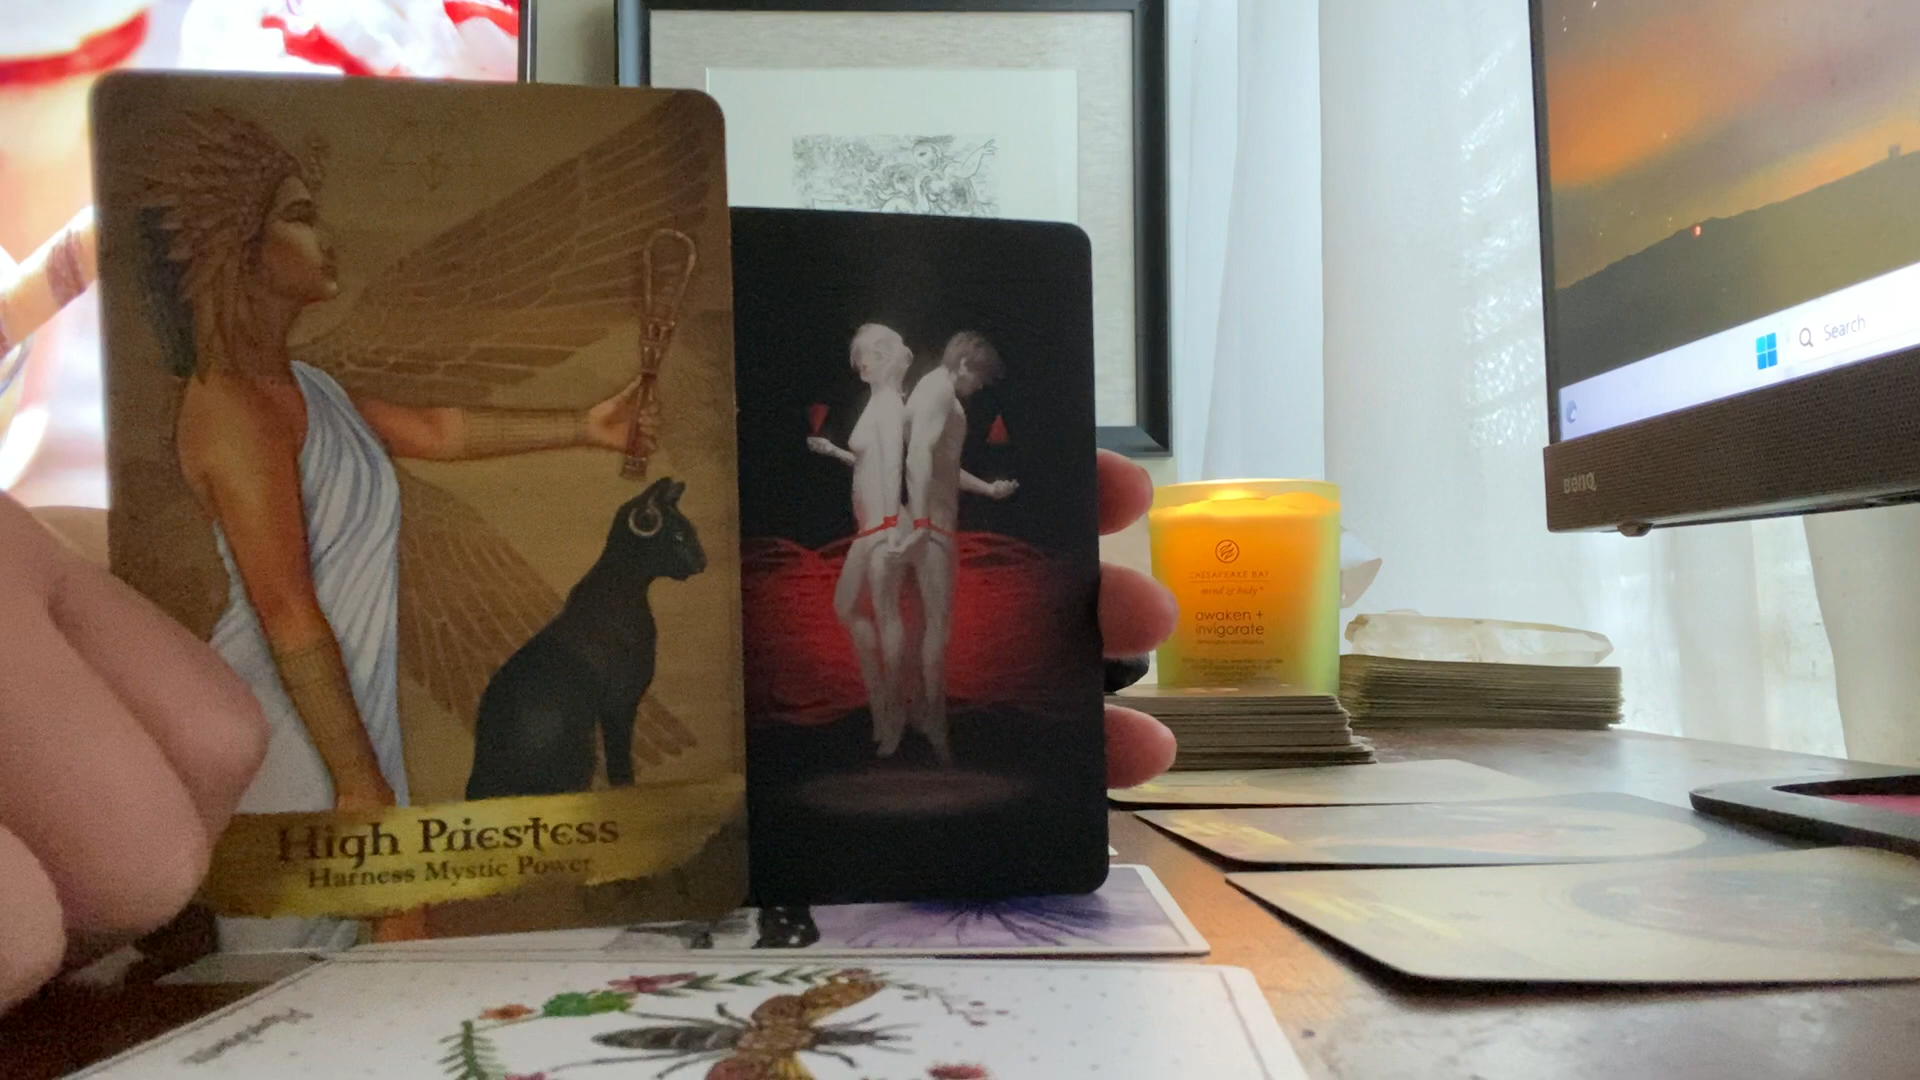 High Priestess
Harness Mystic Power
CHESAPEAKE BAY
mind & body
awaken +
invigorate
Search
BenQ